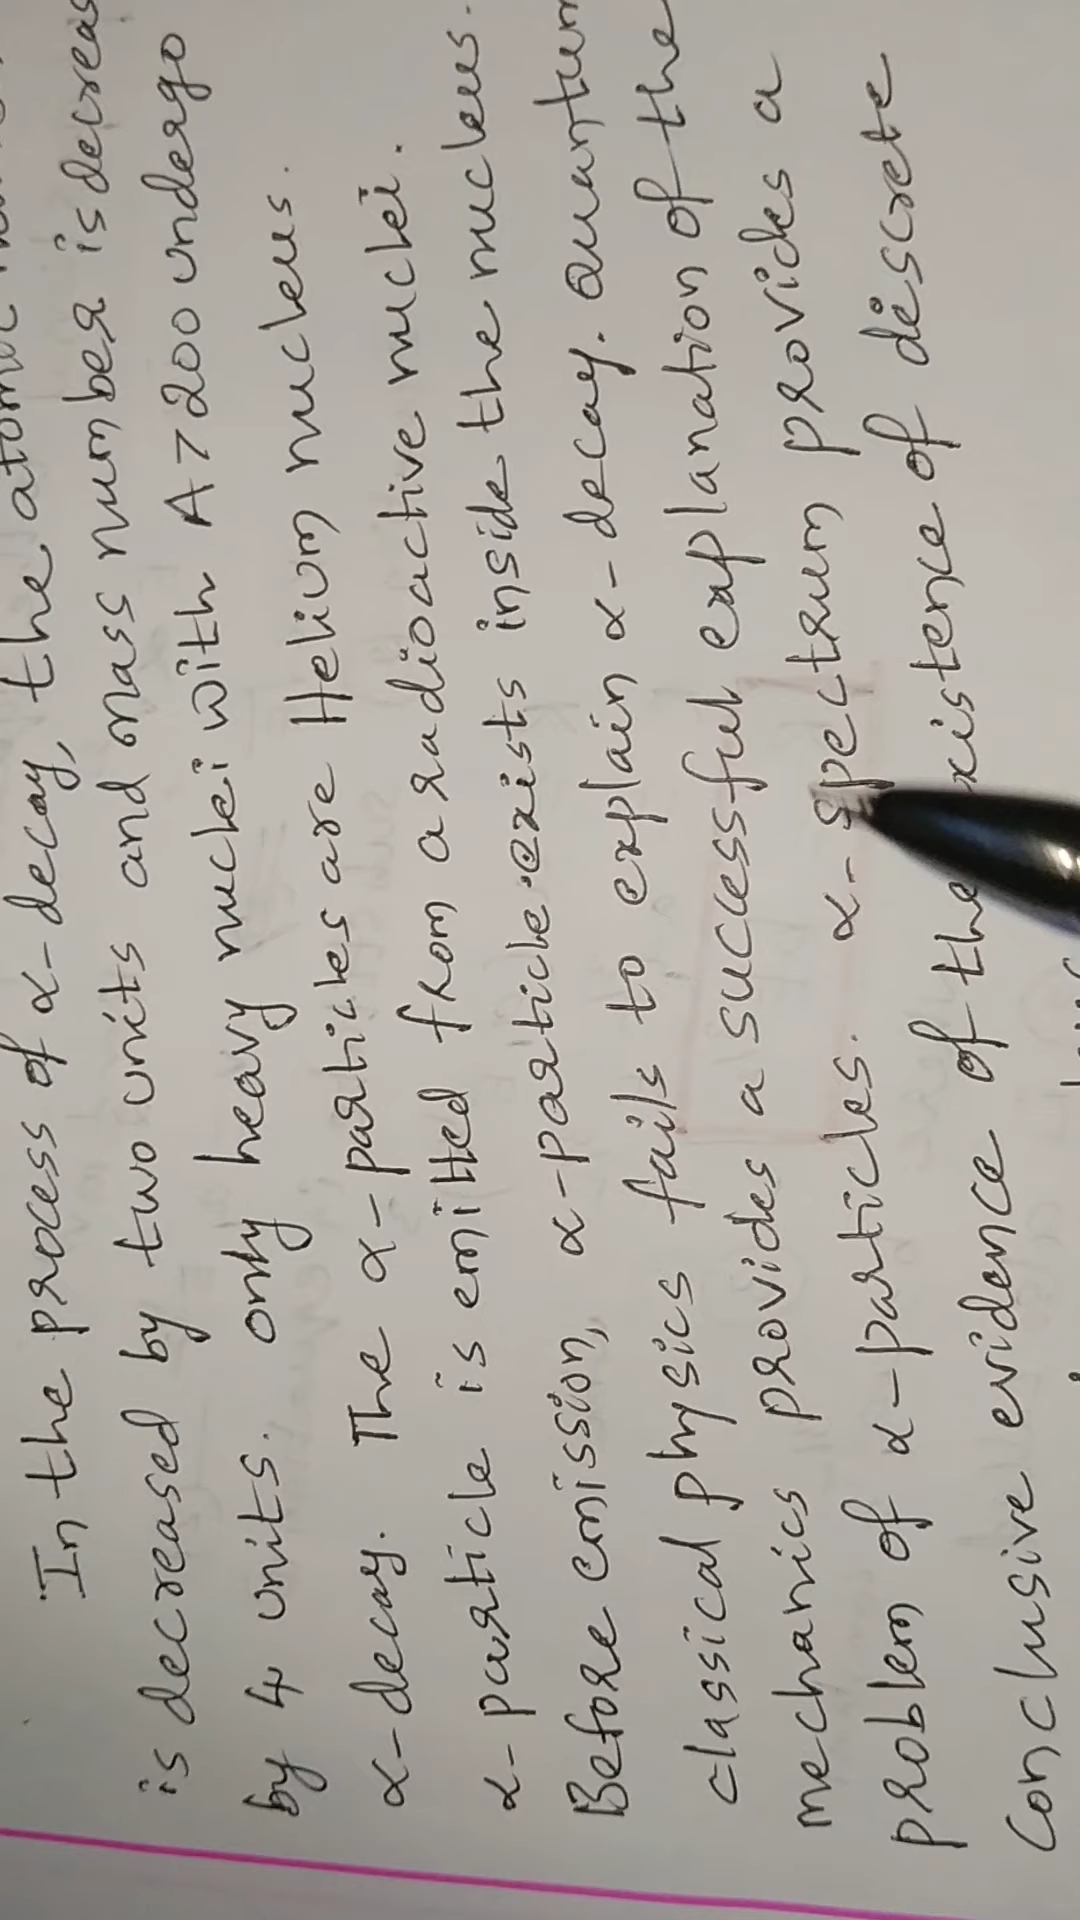 In the process of α-decay, the atomic
is decreased by two units and mass number is decreas
by 4 units. only heavy nuclei with A>200 undergo
α-decay. The α-particles are Helium nucleus.
α-particle is emitted from a radioactive nuclei.
Before emission, α-particle exists inside the nucleus.
classical physics fails to explain α-decay. Quantum
mechanics provides a successful explanation of the
problem of α-particles. α-spectrum provides a
conclusive evidence of the existence of discrete